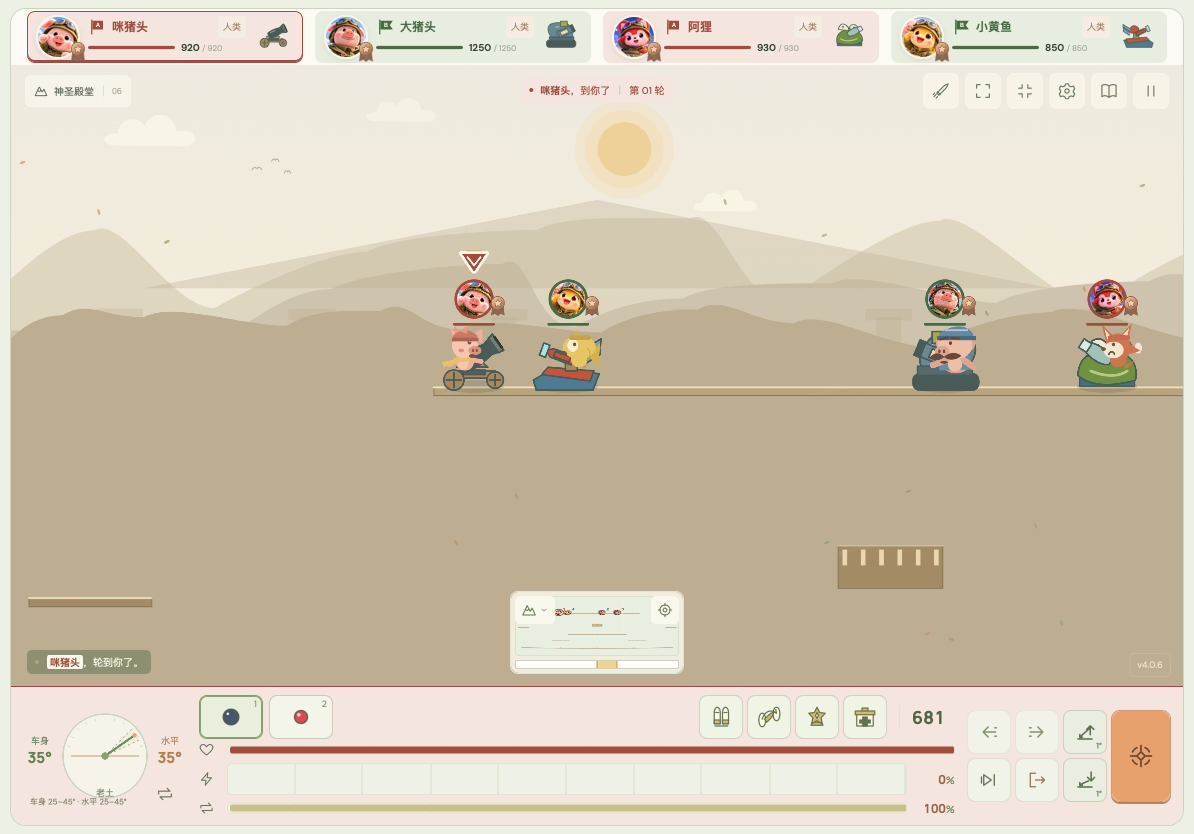 咪猪头 人类
920 / 920
大猪头 人类
1250 / 1250
阿狸 人类
930 / 930
小黄鱼 人类
850 / 850
神圣殿堂 06
咪猪头，到你了 第 01 轮
咪猪头，轮到你了。
v4.0.6
1
2
681
车身
35°
水平
35°
老土
车身 25–45° · 水平 25–45°
0%
100%
1°
1°